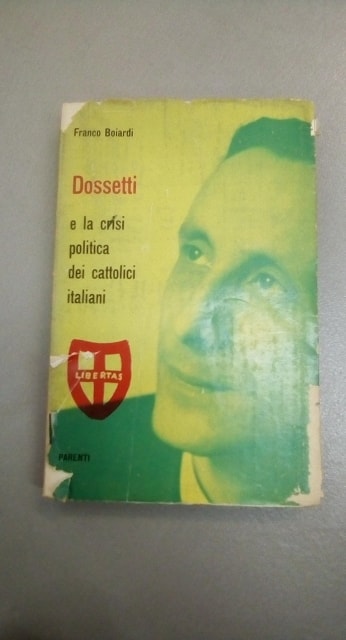 Franco Boiardi
Dossetti
e la crisi
politica
dei cattolici
italiani
LIBERTAS
PARENTI